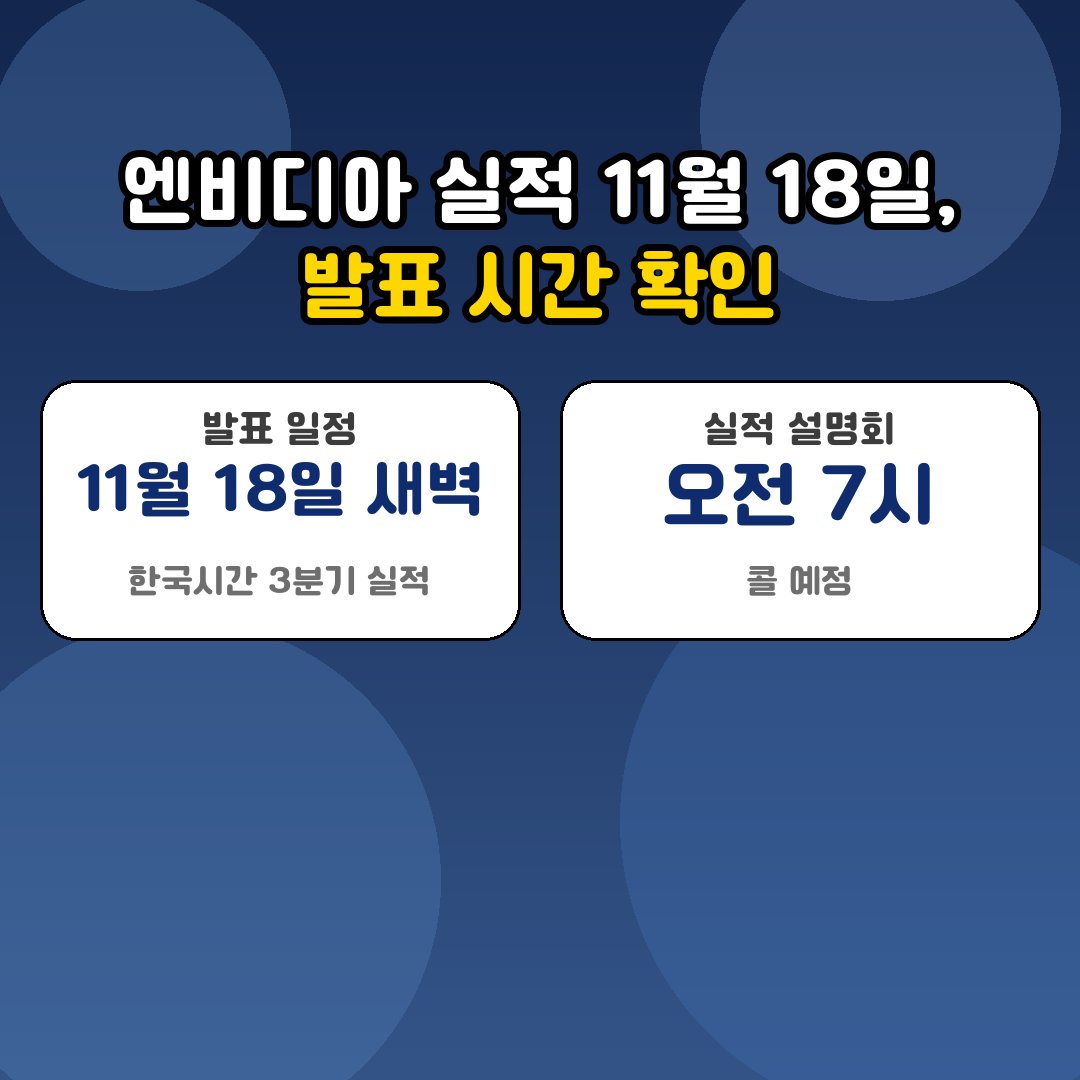 엔비디아 실적 11월 18일,
발표 시간 확인
발표 일정
11월 18일 새벽
한국시간 3분기 실적
실적 설명회
오전 7시
콜 예정